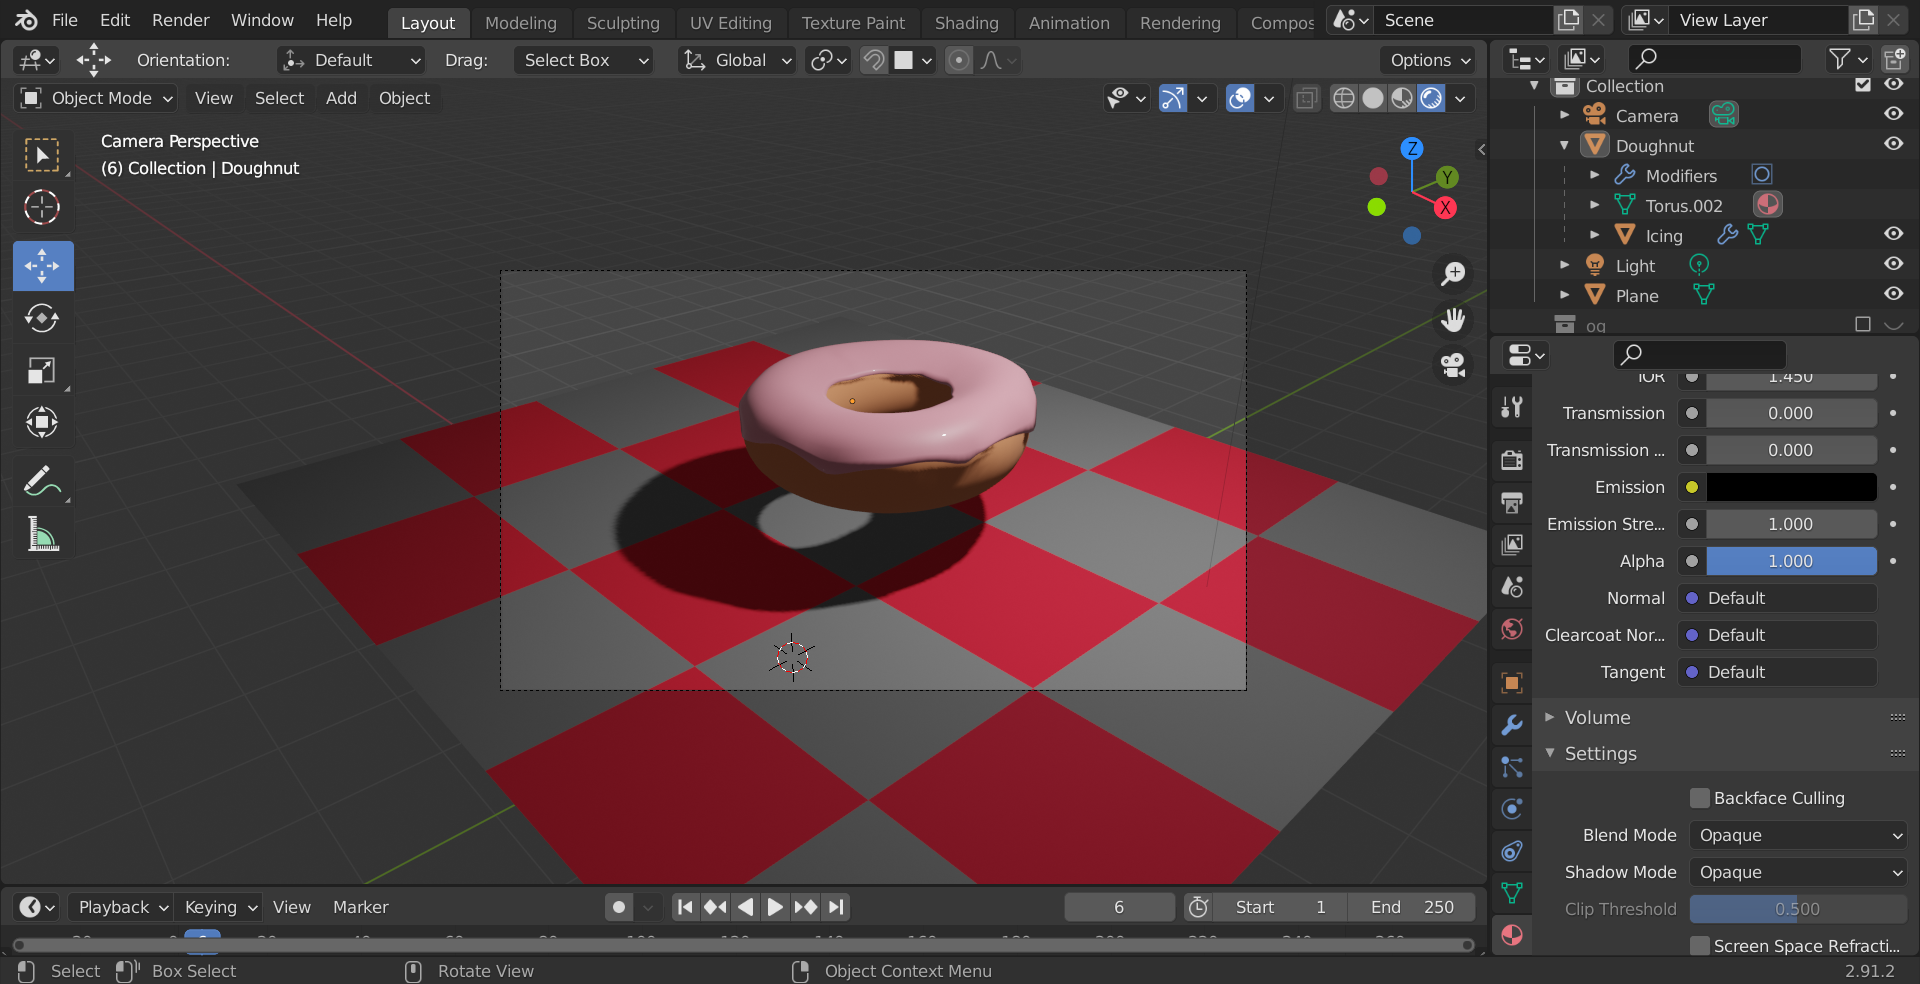 File Edit Render Window Help Layout Modeling Sculpting UV Editing Texture Paint Shading Animation Rendering Compos Scene View Layer
Orientation: Default Drag: Select Box Global Options
Object Mode View Select Add Object
Camera Perspective
(6) Collection | Doughnut
Z
Y
X
Collection
Camera
Doughnut
Modifiers
Torus.002
Icing
Light
Plane
og
IOR 1.450
Transmission 0.000
Transmission ... 0.000
Emission
Emission Stre... 1.000
Alpha 1.000
Normal Default
Clearcoat Nor... Default
Tangent Default
Volume
Settings
Backface Culling
Blend Mode Opaque
Shadow Mode Opaque
Clip Threshold 0.500
Screen Space Refracti...
Playback Keying View Marker 6 Start 1 End 250
Select Box Select Rotate View Object Context Menu 2.91.2